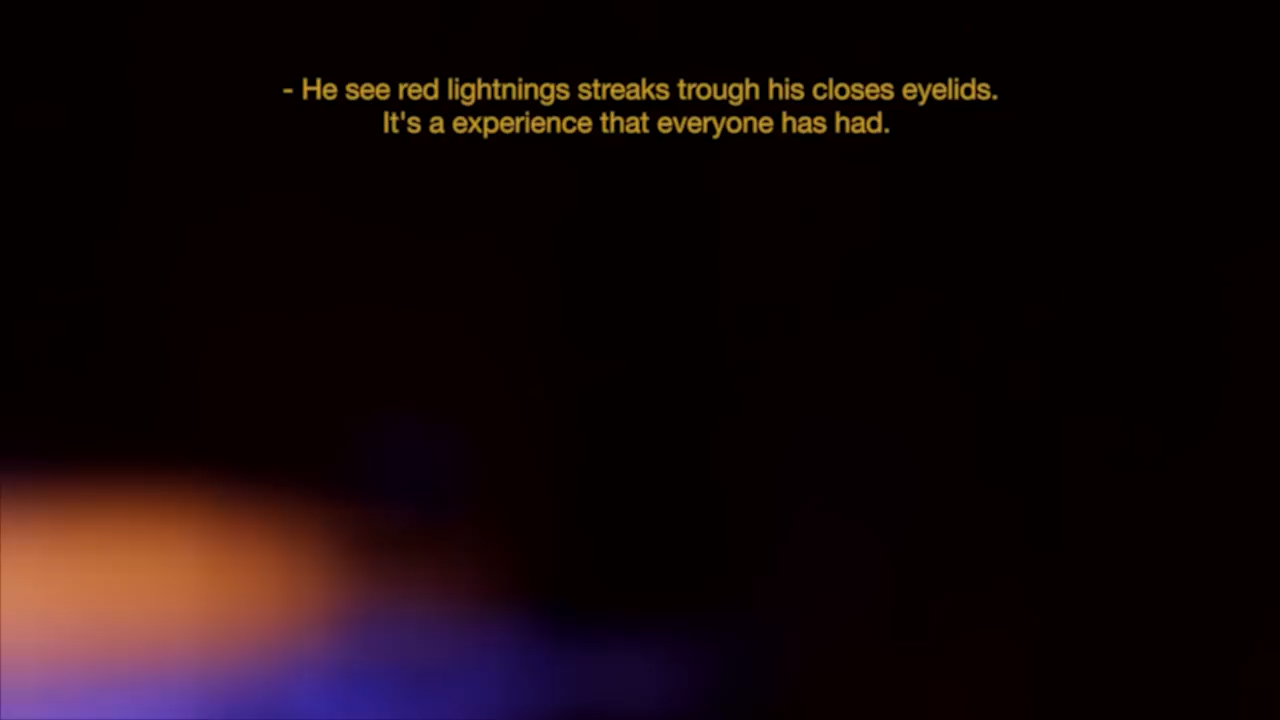 - He see red lightnings streaks trough his closes eyelids.
It's a experience that everyone has had.